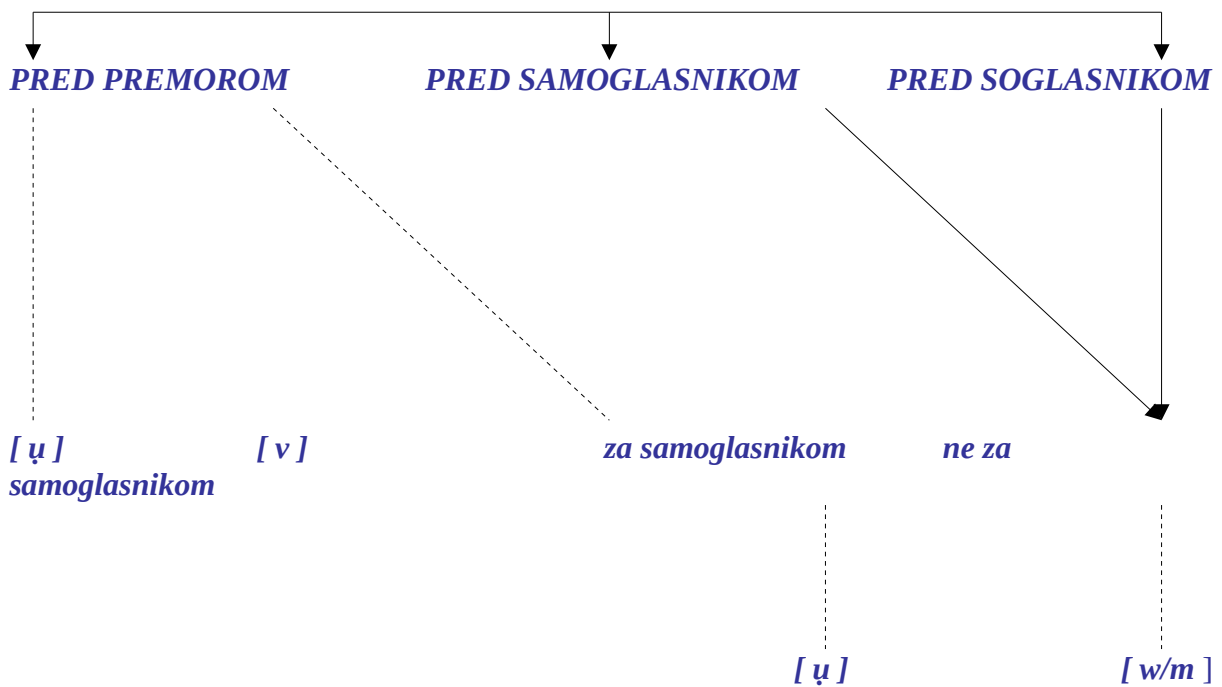 PRED PREMOROM PRED SAMOGLASNIKOM PRED SOGLASNIKOM
[ ụ ] [ v ] za samoglasnikom ne za
samoglasnikom
[ ụ ] [ w/m ]